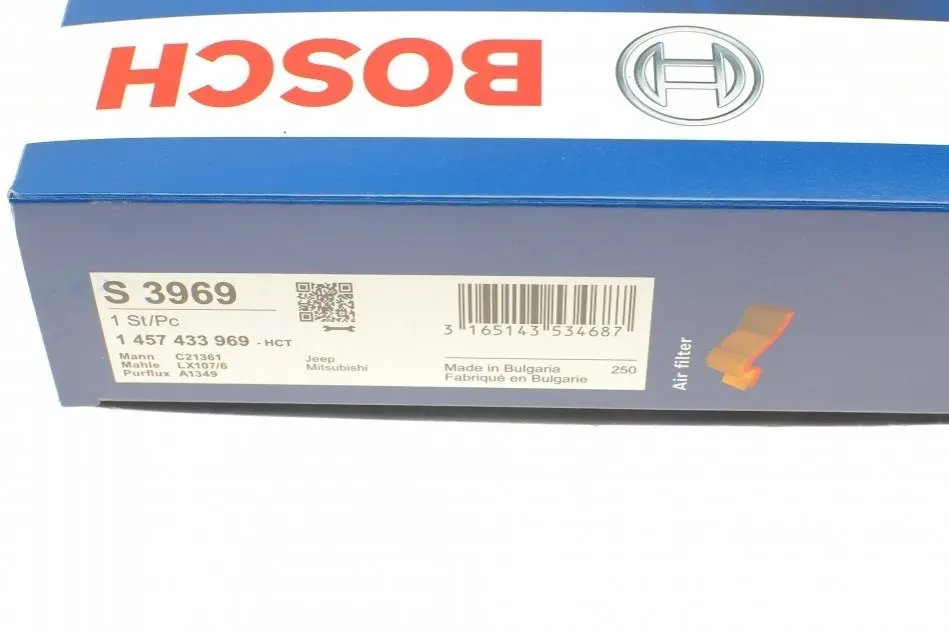 BOSCH
S 3969
1 St/Pc
1 457 433 969 - HCT
Mann C21361
Mahle LX107/6
Purflux A1349
Jeep
Mitsubishi
3 165143 534687
Made in Bulgaria 250
Fabriqué en Bulgarie
Air filter